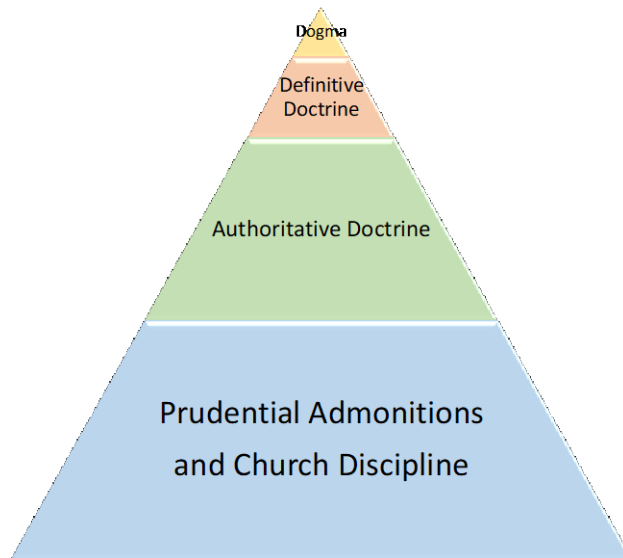 Dogma
Definitive
Doctrine
Authoritative Doctrine
Prudential Admonitions
and Church Discipline